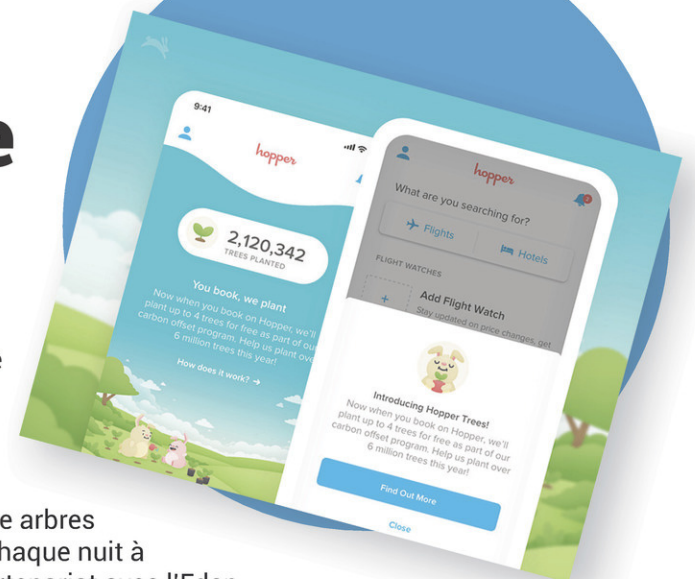 e
9:41
hopper
2,120,342
TREES PLANTED
You book, we plant
Now when you book on Hopper, we'll
plant up to 4 trees for free as part of our
carbon offset program. Help us plant over
6 million trees this year!
How does it work? →
hopper
What are you searching for?
Flights
Hotels
FLIGHT WATCHES
+
Add Flight Watch
Stay updated on price changes, get
Introducing Hopper Trees!
Now when you book on Hopper, we'll
plant up to 4 trees for free as part of our
carbon offset program. Help us plant over
6 million trees this year!
Find Out More
Close
e
e arbres
haque nuit à